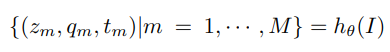 {(z_m, q_m, t_m)|m = 1, ⋯ , M} = h_θ(I)